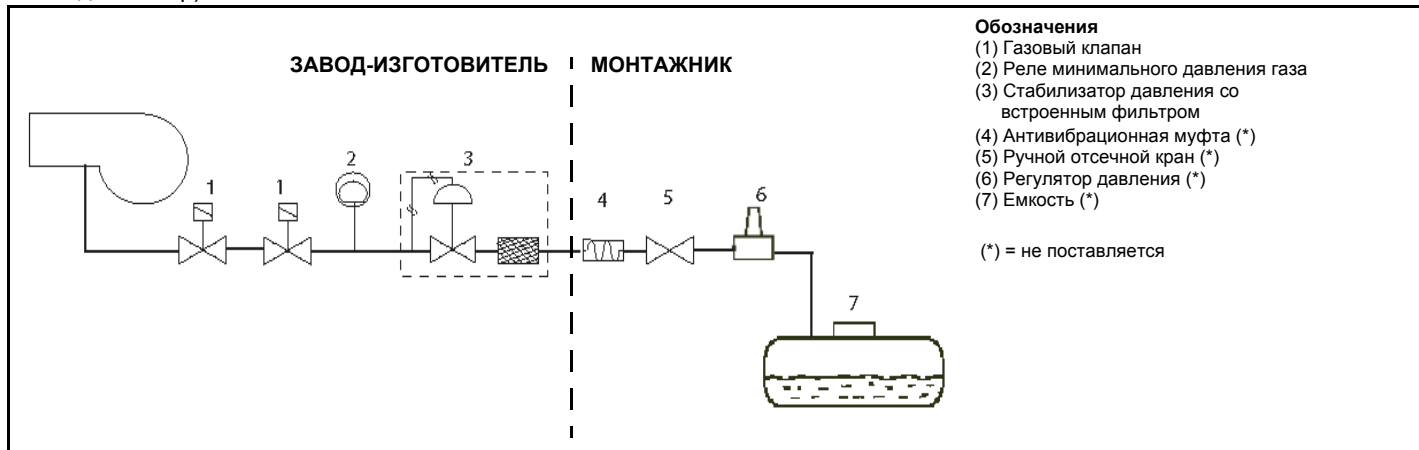 ЗАВОД-ИЗГОТОВИТЕЛЬ
МОНТАЖНИК
1
1
2
3
4
5
6
7
Обозначения
(1) Газовый клапан
(2) Реле минимального давления газа
(3) Стабилизатор давления со
встроенным фильтром
(4) Антивибрационная муфта (*)
(5) Ручной отсечной кран (*)
(6) Регулятор давления (*)
(7) Емкость (*)
(*) = не поставляется